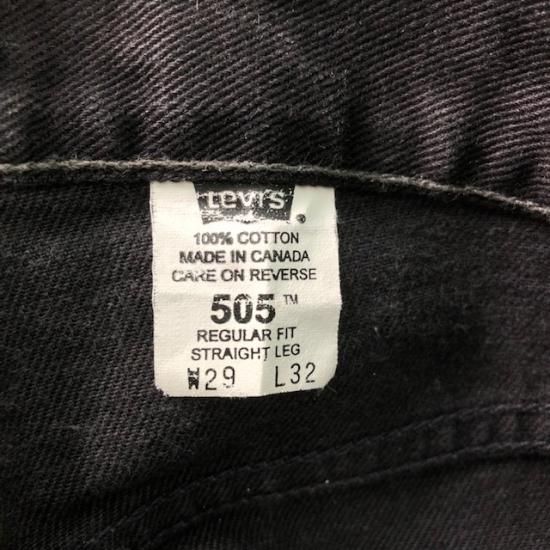 Levi's
100% COTTON
MADE IN CANADA
CARE ON REVERSE
505™
REGULAR FIT
STRAIGHT LEG
W29 L32